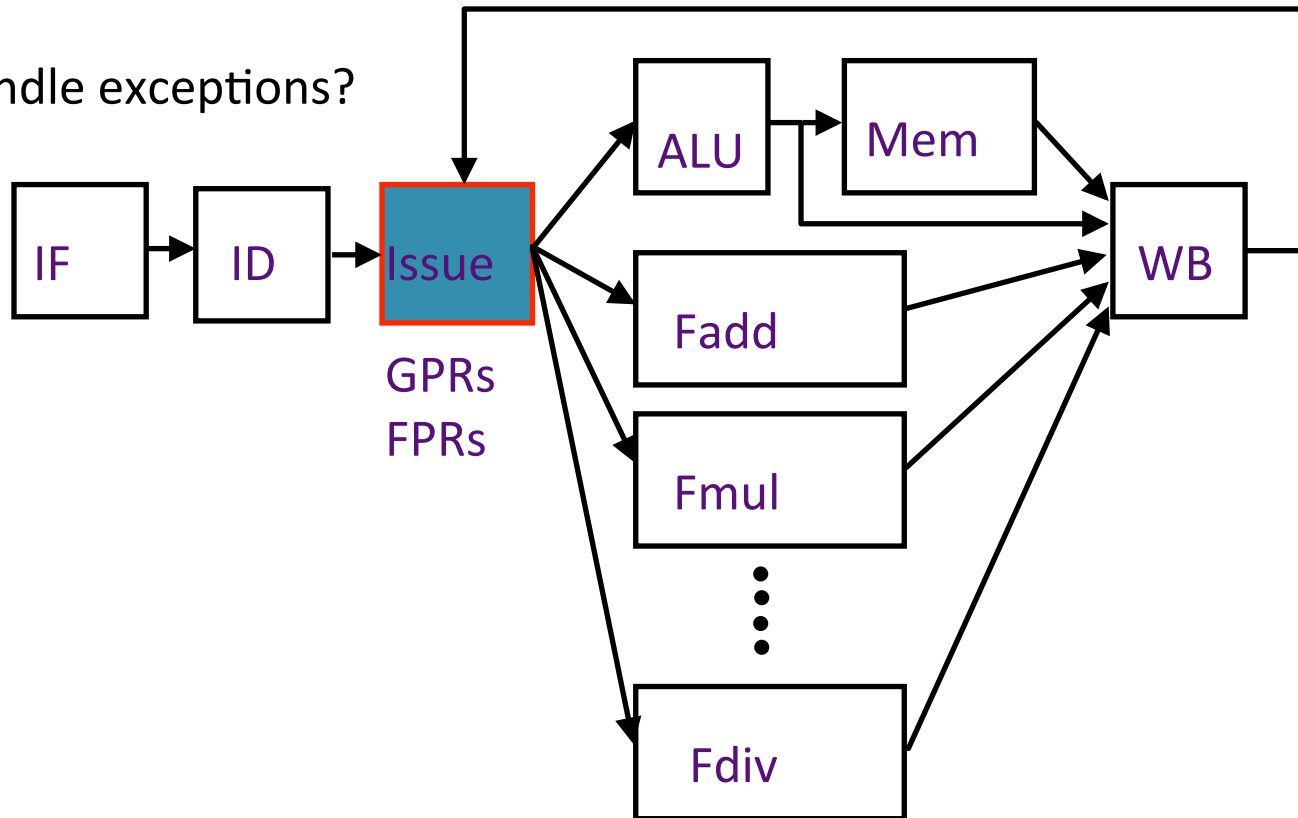 ndle exceptions?
ALU
Mem
IF
ID
Issue
WB
GPRs
FPRs
Fadd
Fmul
Fdiv